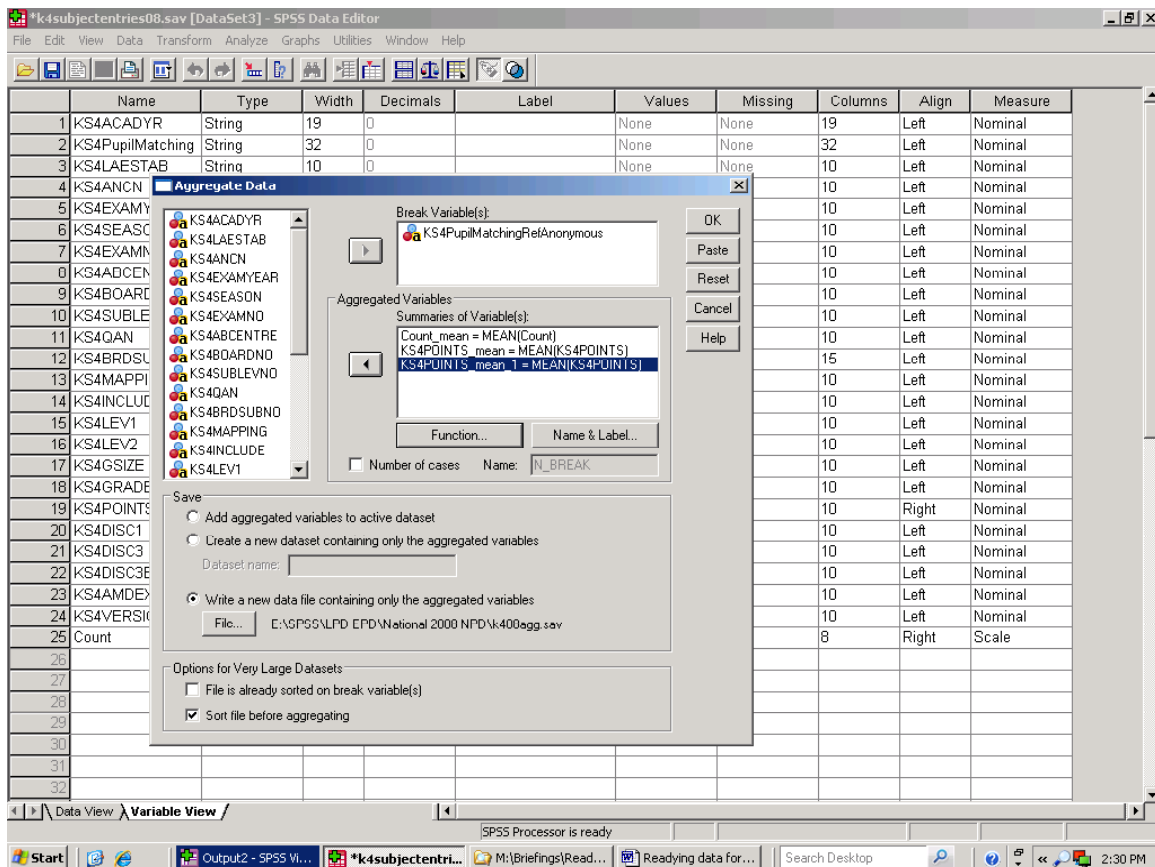 *k4subjectentries08.sav [DataSet3] - SPSS Data Editor
File Edit View Data Transform Analyze Graphs Utilities Window Help
Name Type Width Decimals Label Values Missing Columns Align Measure
1 KS4ACADYR String 19 0 None None 19 Left Nominal
2 KS4PupilMatching String 32 0 None None 32 Left Nominal
3 KS4LAESTAB String 10 0 None None 10 Left Nominal
4 KS4ANCN 10 Left Nominal
5 KS4EXAMY 10 Left Nominal
6 KS4SEASO 10 Left Nominal
7 KS4EXAMN 10 Left Nominal
8 KS4ABCEN 10 Left Nominal
9 KS4BOARD 10 Left Nominal
10 KS4SUBLE 10 Left Nominal
11 KS4QAN 10 Left Nominal
12 KS4BRDSU 15 Left Nominal
13 KS4MAPPI 10 Left Nominal
14 KS4INCLUD 10 Left Nominal
15 KS4LEV1 10 Left Nominal
16 KS4LEV2 10 Left Nominal
17 KS4GSIZE 10 Left Nominal
18 KS4GRADE 10 Left Nominal
19 KS4POINTS 10 Right Nominal
20 KS4DISC1 10 Left Nominal
21 KS4DISC3 10 Left Nominal
22 KS4DISC3B 10 Left Nominal
23 KS4AMDEX 10 Left Nominal
24 KS4VERSI 10 Left Nominal
25 Count 8 Right Scale
26
27
28
29
30
31
32
Aggregate Data
KS4ACADYR
KS4LAESTAB
KS4ANCN
KS4EXAMYEAR
KS4SEASON
KS4EXAMNO
KS4ABCENTRE
KS4BOARDNO
KS4SUBLEVNO
KS4QAN
KS4BRDSUBNO
KS4MAPPING
KS4INCLUDE
KS4LEV1
Break Variable(s):
KS4PupilMatchingRefAnonymous
Aggregated Variables
Summaries of Variable(s):
Count_mean = MEAN(Count)
KS4POINTS_mean = MEAN(KS4POINTS)
KS4POINTS_mean_1 = MEAN(KS4POINTS)
Function... Name & Label...
Number of cases Name: N_BREAK
OK
Paste
Reset
Cancel
Help
Save
Add aggregated variables to active dataset
Create a new dataset containing only the aggregated variables
Dataset name:
Write a new data file containing only the aggregated variables
File... E:\SPSS\LPD EPD\National 2000 NPD\k400agg.sav
Options for Very Large Datasets
File is already sorted on break variable(s)
Sort file before aggregating
Data View Variable View
SPSS Processor is ready
Start Output2 - SPSS Vi... *k4subjectentri... M:\Briefings\Read... Readying data for... Search Desktop 2:30 PM